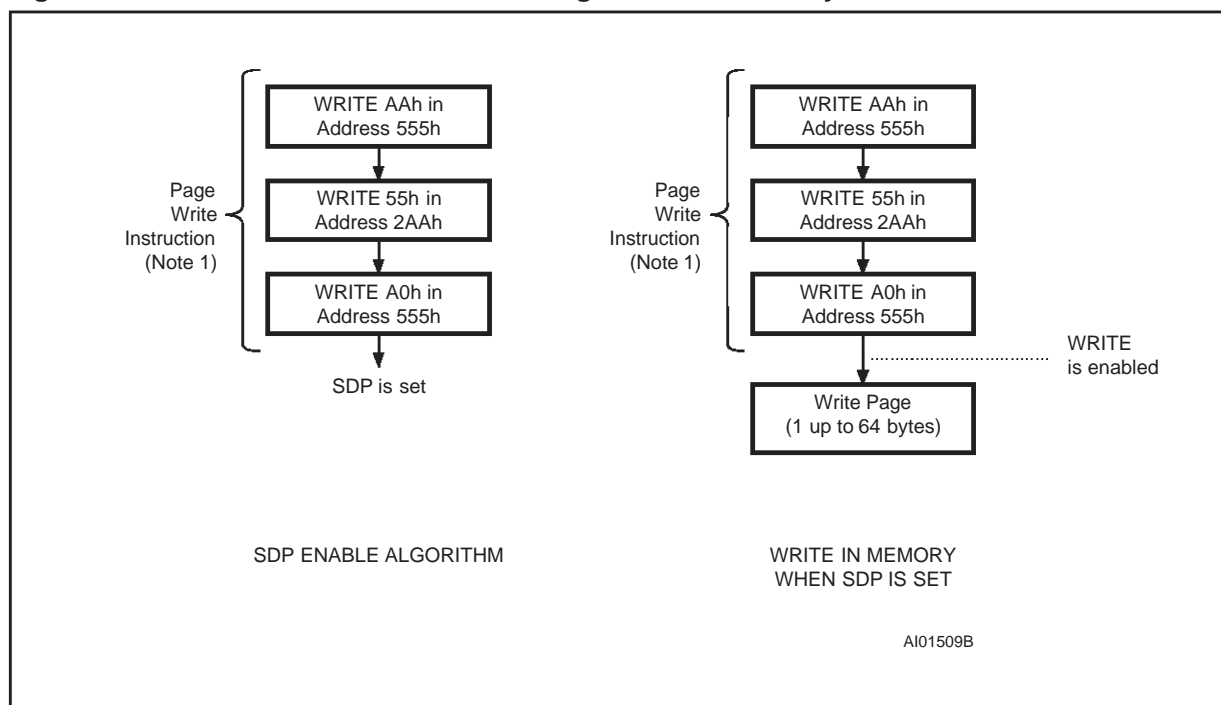 WRITE AAh in
Address 555h
WRITE 55h in
Address 2AAh
WRITE A0h in
Address 555h
Page
Write
Instruction
(Note 1)
SDP is set
SDP ENABLE ALGORITHM
WRITE AAh in
Address 555h
WRITE 55h in
Address 2AAh
WRITE A0h in
Address 555h
Page
Write
Instruction
(Note 1)
WRITE
is enabled
Write Page
(1 up to 64 bytes)
WRITE IN MEMORY
WHEN SDP IS SET
AI01509B